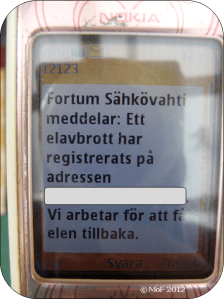 NOKIA
12123
Fortum Sähkövahti
meddelar: Ett
elavbrott har
registrerats på
adressen
Vi arbetar för att få
elen tillbaka.
Svara
© MoF 2012